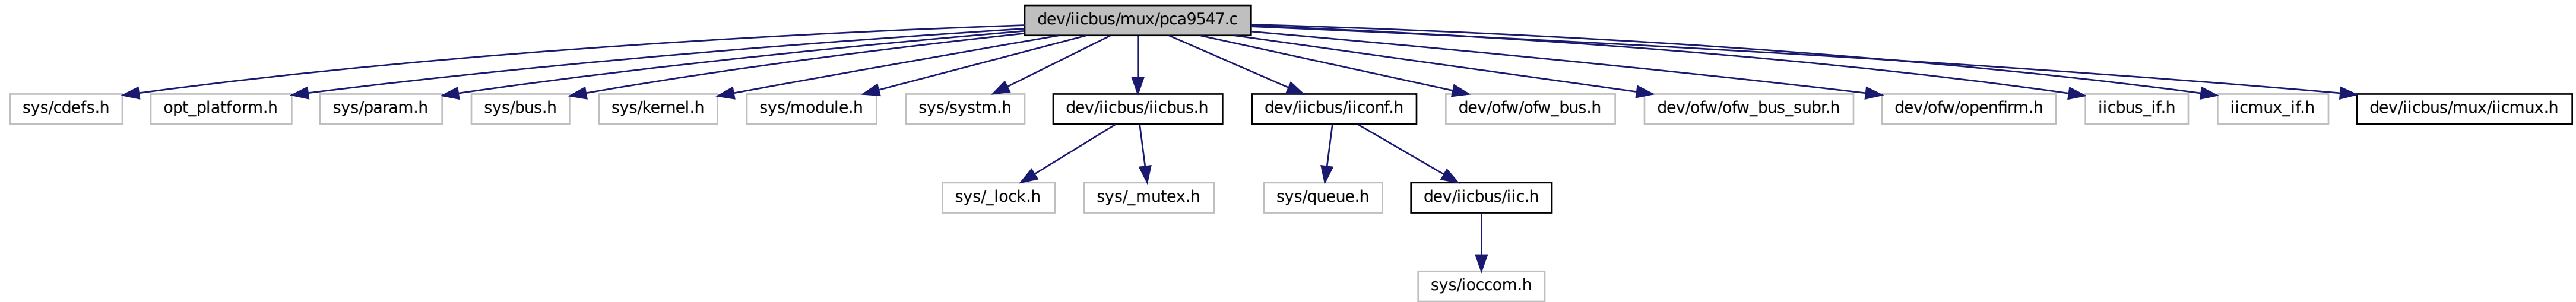 dev/iicbus/mux/pca9547.c
sys/cdefs.h
opt_platform.h
sys/param.h
sys/bus.h
sys/kernel.h
sys/module.h
sys/systm.h
dev/iicbus/iicbus.h
dev/iicbus/iiconf.h
dev/ofw/ofw_bus.h
dev/ofw/ofw_bus_subr.h
dev/ofw/openfirm.h
iicbus_if.h
iicmux_if.h
dev/iicbus/mux/iicmux.h
sys/_lock.h
sys/_mutex.h
sys/queue.h
dev/iicbus/iic.h
sys/ioccom.h